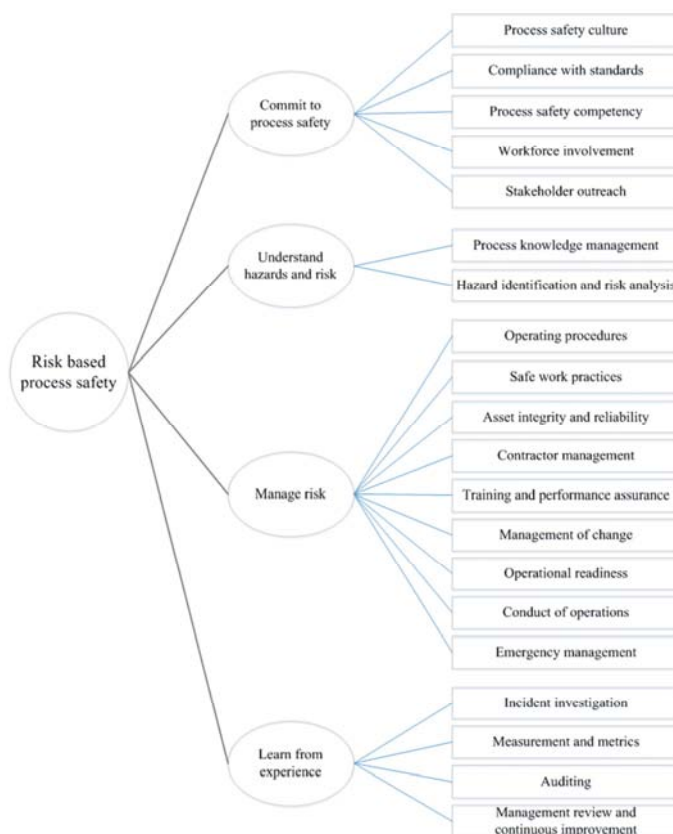 Process safety culture
Compliance with standards
Commit to
process safety
Process safety competency
Workforce involvement
Stakeholder outreach
Understand
hazards and risk
Process knowledge management
Hazard identification and risk analysis
Risk based
process safety
Operating procedures
Safe work practices
Asset integrity and reliability
Contractor management
Manage risk
Training and performance assurance
Management of change
Operational readiness
Conduct of operations
Emergency management
Incident investigation
Measurement and metrics
Learn from
experience
Auditing
Management review and
continuous improvement